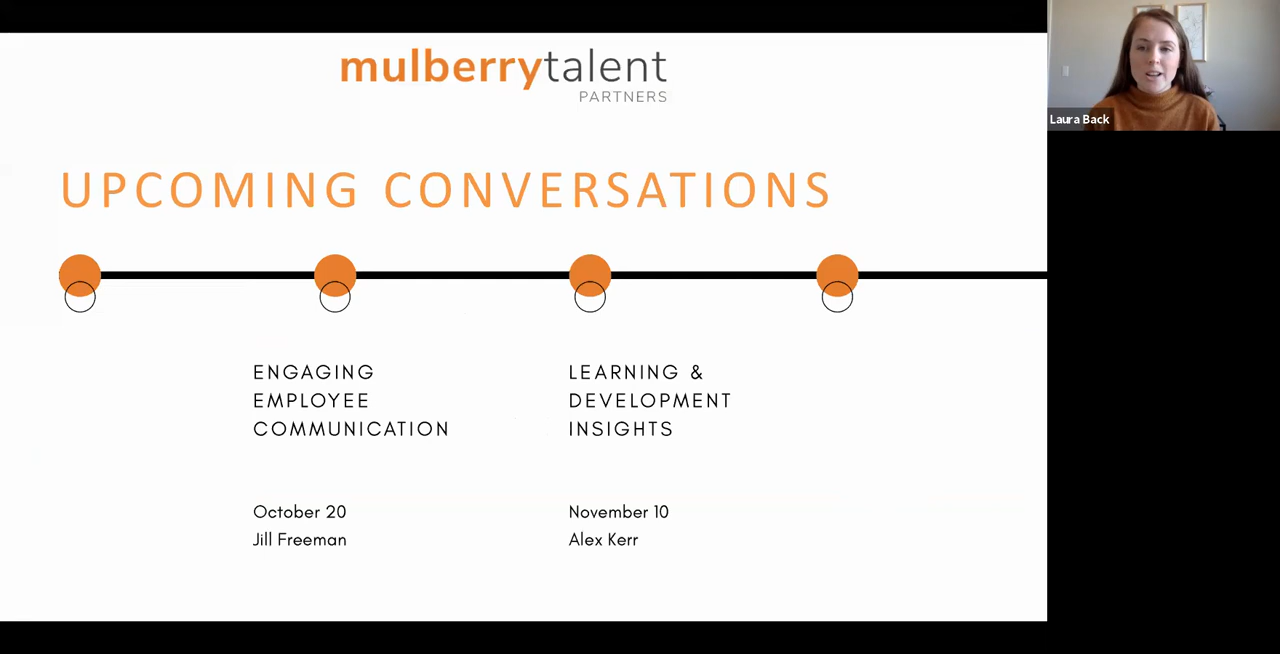 mulberrytalent
PARTNERS
Laura Back
UPCOMING CONVERSATIONS
ENGAGING
EMPLOYEE
COMMUNICATION
October 20
Jill Freeman
LEARNING &
DEVELOPMENT
INSIGHTS
November 10
Alex Kerr